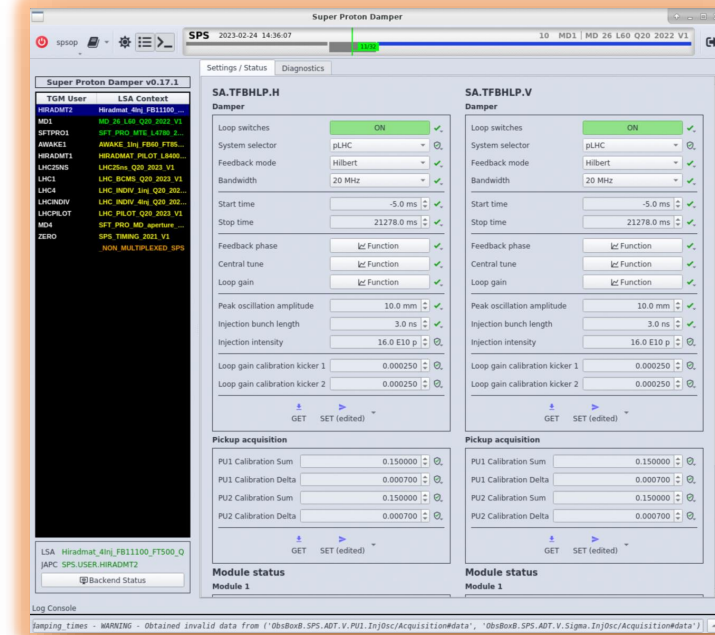 Super Proton Damper
spsop
SPS 2023-02-24 14:36:07
11/32
10 MD1 MD 26 L60 Q20 2022 V1
Super Proton Damper v0.17.1
TGM User LSA Context
HIRADMT2 Hiradmat_4Inj_FB11100_...
MD1 MD_26_L60_Q20_2022_V1
SFTPRO1 SFT_PRO_MTE_L4780_2...
AWAKE1 AWAKE_1Inj_FB60_FT85...
HIRADMT1 HIRADMAT_PILOT_L8400...
LHC25NS LHC25ns_Q20_2023_V1
LHC1 LHC_BCMS_Q20_2023_V1
LHC4 LHC_INDIV_1inj_Q20_202...
LHCINDIV LHC_INDIV_4Inj_Q20_202...
LHCPILOT LHC_PILOT_Q20_2023_V1
MD4 SFT_PRO_MD_aperture_...
ZERO SPS_TIMING_2021_V1
_NON_MULTIPLEXED_SPS
LSA Hiradmat_4Inj_FB11100_FT500_Q
JAPC SPS.USER.HIRADMT2
Backend Status
Settings / Status Diagnostics
SA.TFBHLP.H
Damper
Loop switches ON
System selector pLHC
Feedback mode Hilbert
Bandwidth 20 MHz
Start time -5.0 ms
Stop time 21278.0 ms
Feedback phase Function
Central tune Function
Loop gain Function
Peak oscillation amplitude 10.0 mm
Injection bunch length 3.0 ns
Injection intensity 16.0 E10 p
Loop gain calibration kicker 1 0.000250
Loop gain calibration kicker 2 0.000250
GET SET (edited)
Pickup acquisition
PU1 Calibration Sum 0.150000
PU1 Calibration Delta 0.000700
PU2 Calibration Sum 0.150000
PU2 Calibration Delta 0.000700
GET SET (edited)
Module status
Module 1
SA.TFBHLP.V
Damper
Loop switches ON
System selector pLHC
Feedback mode Hilbert
Bandwidth 20 MHz
Start time -5.0 ms
Stop time 21278.0 ms
Feedback phase Function
Central tune Function
Loop gain Function
Peak oscillation amplitude 10.0 mm
Injection bunch length 3.0 ns
Injection intensity 16.0 E10 p
Loop gain calibration kicker 1 0.000250
Loop gain calibration kicker 2 0.000250
GET SET (edited)
Pickup acquisition
PU1 Calibration Sum 0.150000
PU1 Calibration Delta 0.000700
PU2 Calibration Sum 0.150000
PU2 Calibration Delta 0.000700
GET SET (edited)
Module status
Module 1
Log Console
damping_times - WARNING - Obtained invalid data from ('ObsBox8.SPS.ADT.V.PU1.InjOsc/Acquisition#data', 'ObsBox8.SPS.ADT.V.Sigma.InjOsc/Acquisition#data')